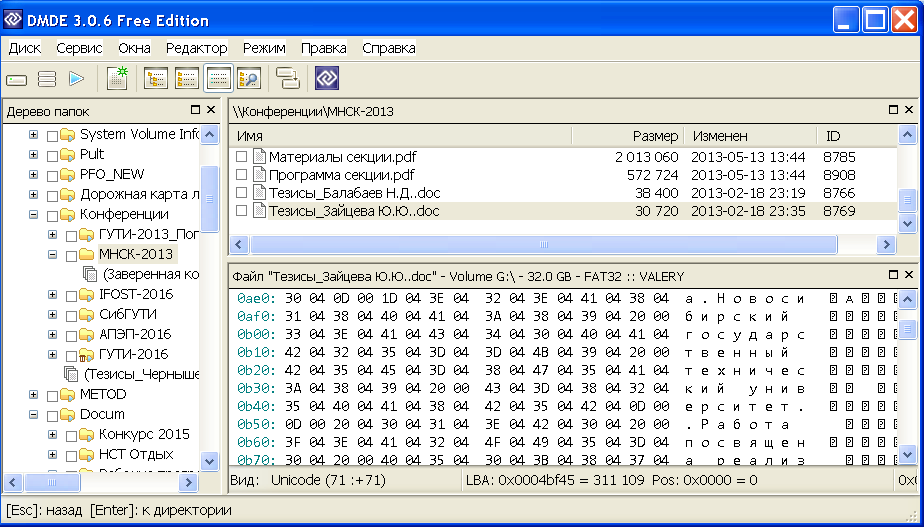 DMDE 3.0.6 Free Edition
Диск Сервис Окна Редактор Режим Правка Справка
Дерево папок
System Volume Info
Pult
PFO_NEW
Дорожная карта л
Конференции
ГУТИ-2013_Пог
МНСК-2013
(Заверенная ко
IFOST-2016
СибГУТИ
АПЭП-2016
ГУТИ-2016
(Тезисы_Черныше
METOD
Docum
Конкурс 2015
НСТ Отдых
\\Конференции\МНСК-2013
Имя Размер Изменен ID
Материалы секции.pdf 2 013 060 2013-05-13 13:44 8785
Программа секции.pdf 572 724 2013-05-13 13:44 8908
Тезисы_Балабаев Н.Д..doc 38 400 2013-02-18 23:19 8766
Тезисы_Зайцева Ю.Ю..doc 30 720 2013-02-18 23:35 8769
Файл "Тезисы_Зайцева Ю.Ю..doc" - Volume G:\ - 32.0 GB - FAT32 :: VALERY
0ae0: 30 04 0D 00 1D 04 3E 04 32 04 3E 04 41 04 38 04 а.Новоси
0af0: 31 04 38 04 40 04 41 04 3A 04 38 04 39 04 20 00 бирский
0b00: 33 04 3E 04 41 04 43 04 34 04 30 04 40 04 41 04 государс
0b10: 42 04 32 04 35 04 3D 04 3D 04 4B 04 39 04 20 00 твенный
0b20: 42 04 35 04 45 04 3D 04 38 04 47 04 35 04 41 04 техничес
0b30: 3A 04 38 04 39 04 20 00 43 04 3D 04 38 04 32 04 кий унив
0b40: 35 04 40 04 41 04 38 04 42 04 35 04 42 04 0D 00 ерситет.
0b50: 0D 00 20 04 30 04 31 04 3E 04 42 04 30 04 20 00 .Работа
0b60: 3F 04 3E 04 41 04 32 04 4F 04 49 04 35 04 3D 04 посвящен
0b70: 30 04 20 00 40 04 35 04 30 04 3B 04 38 04 37 04 а реализ
Вид: Unicode (71 :+71) LBA: 0x0004bf45 = 311 109 Pos: 0x0000 = 0 0x0
[Esc]: назад [Enter]: к директории